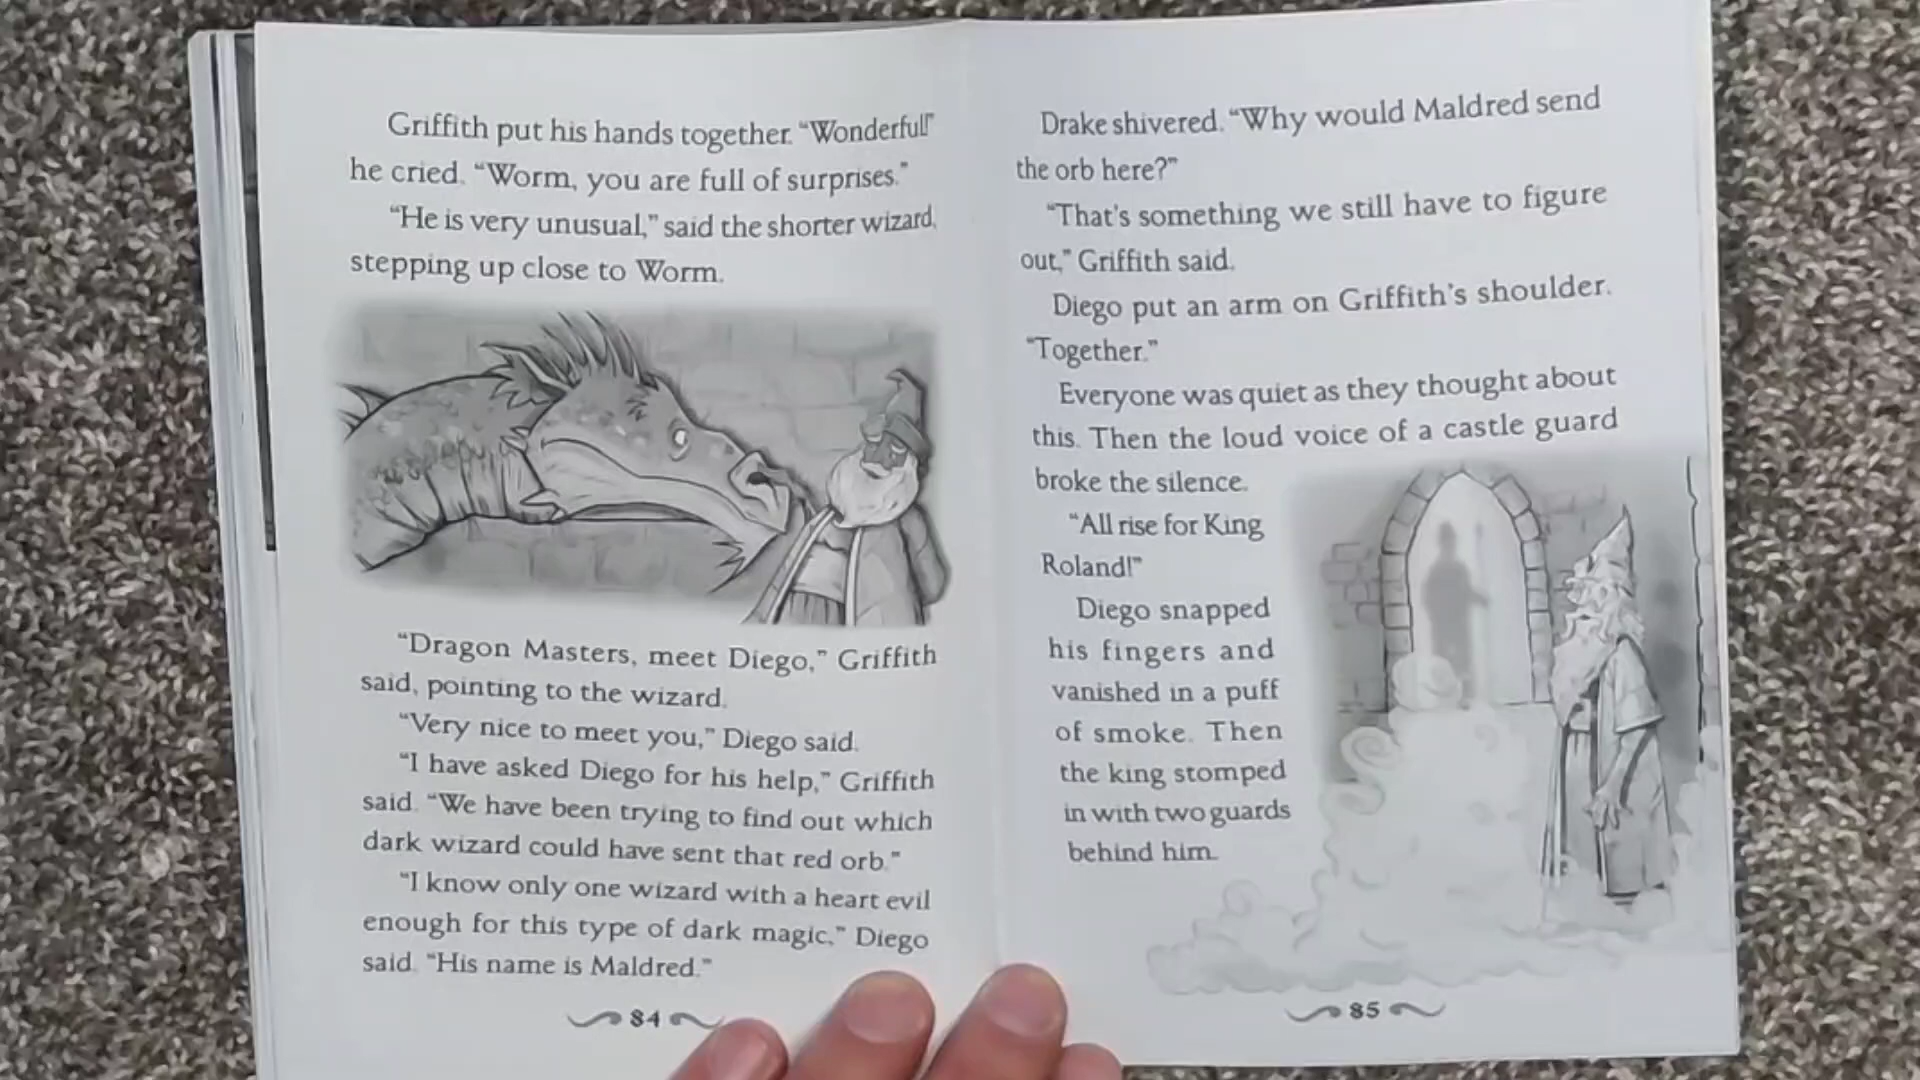 Griffith put his hands together. “Wonderful!”
he cried. “Worm, you are full of surprises.”
“He is very unusual,” said the shorter wizard,
stepping up close to Worm.
“Dragon Masters, meet Diego,” Griffith
said, pointing to the wizard.
“Very nice to meet you,” Diego said.
“I have asked Diego for his help,” Griffith
said. “We have been trying to find out which
dark wizard could have sent that red orb.”
“I know only one wizard with a heart evil
enough for this type of dark magic,” Diego
said. “His name is Maldred.”
84
Drake shivered. “Why would Maldred send
the orb here?”
“That's something we still have to figure
out,” Griffith said.
Diego put an arm on Griffith's shoulder.
“Together.”
Everyone was quiet as they thought about
this. Then the loud voice of a castle guard
broke the silence.
“All rise for King
Roland!”
Diego snapped
his fingers and
vanished in a puff
of smoke. Then
the king stomped
in with two guards
behind him.
85